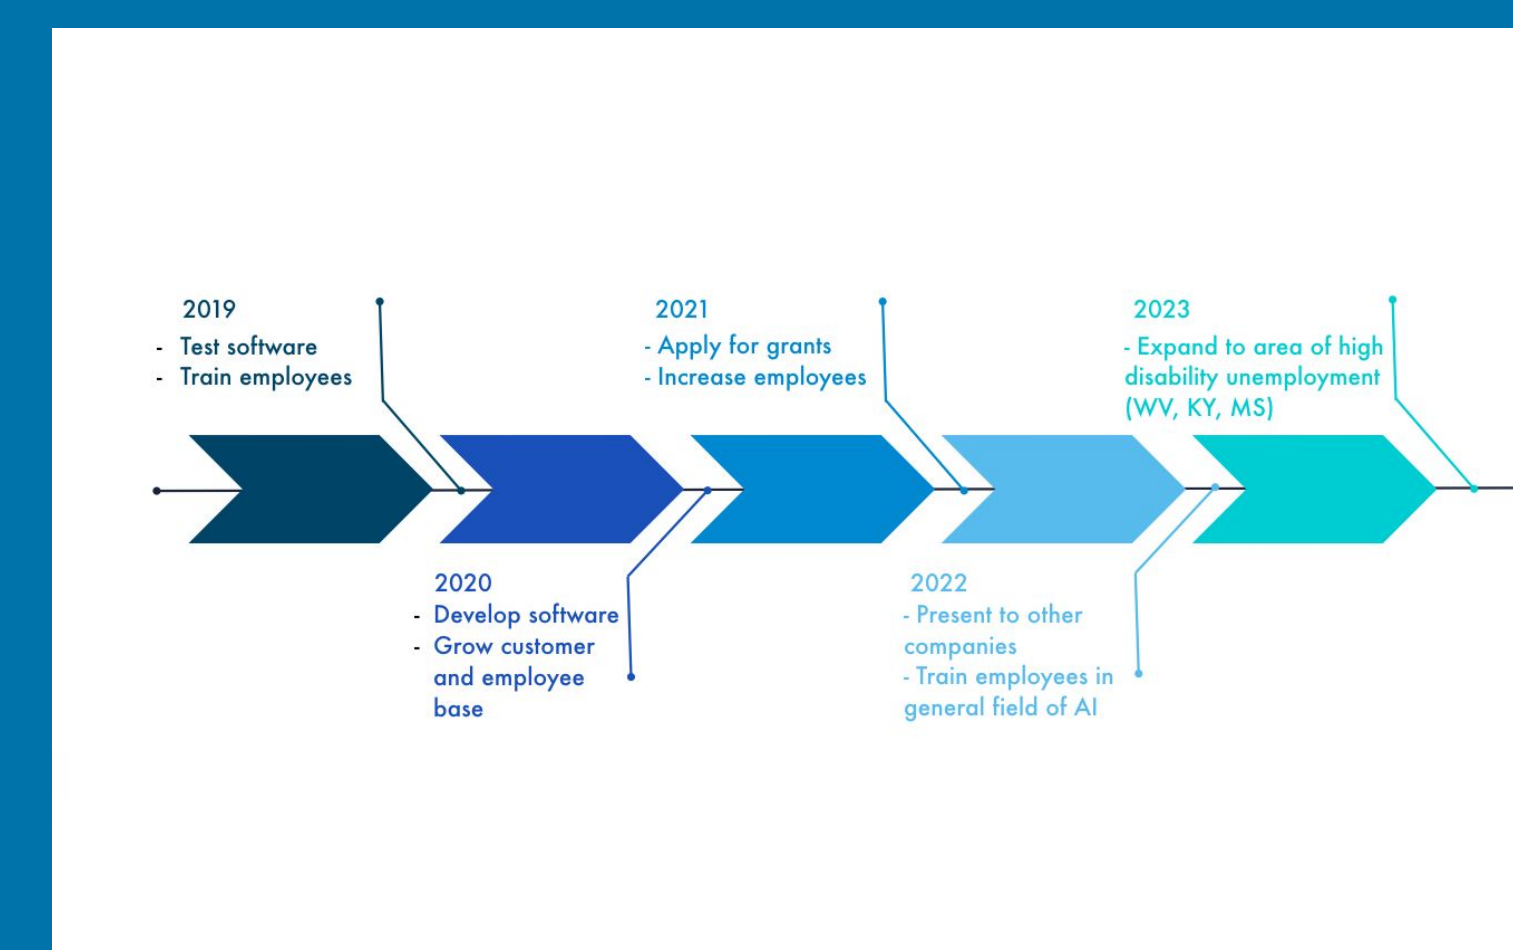 2019
- Test software
- Train employees
2020
- Develop software
- Grow customer
and employee
base
2021
- Apply for grants
- Increase employees
2022
- Present to other
companies
- Train employees in
general field of AI
2023
- Expand to area of high
disability unemployment
(WV, KY, MS)